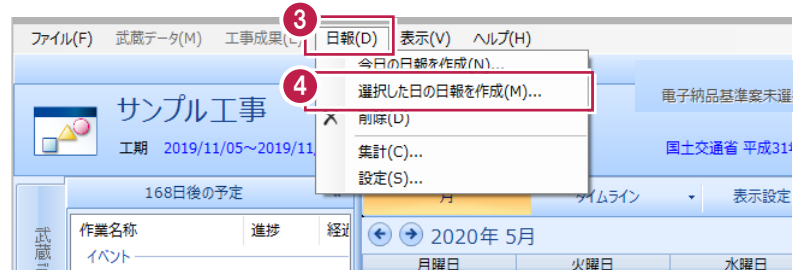 3
ファイル(F) 武蔵データ(M) 工事成果(E) 日報(D) 表示(V) ヘルプ(H)
今日の日報を作成(N)...
4
選択した日の日報を作成(M)...
削除(D)
集計(C)...
設定(S)...
電子納品基準案未選
サンプル工事
工期 2019/11/05～2019/11/
国土交通省 平成31年
168日後の予定
月 タイムライン 表示設定
武蔵デ
作業名称 進捗 経過
イベント
2020年 5月
月曜日 火曜日 水曜日